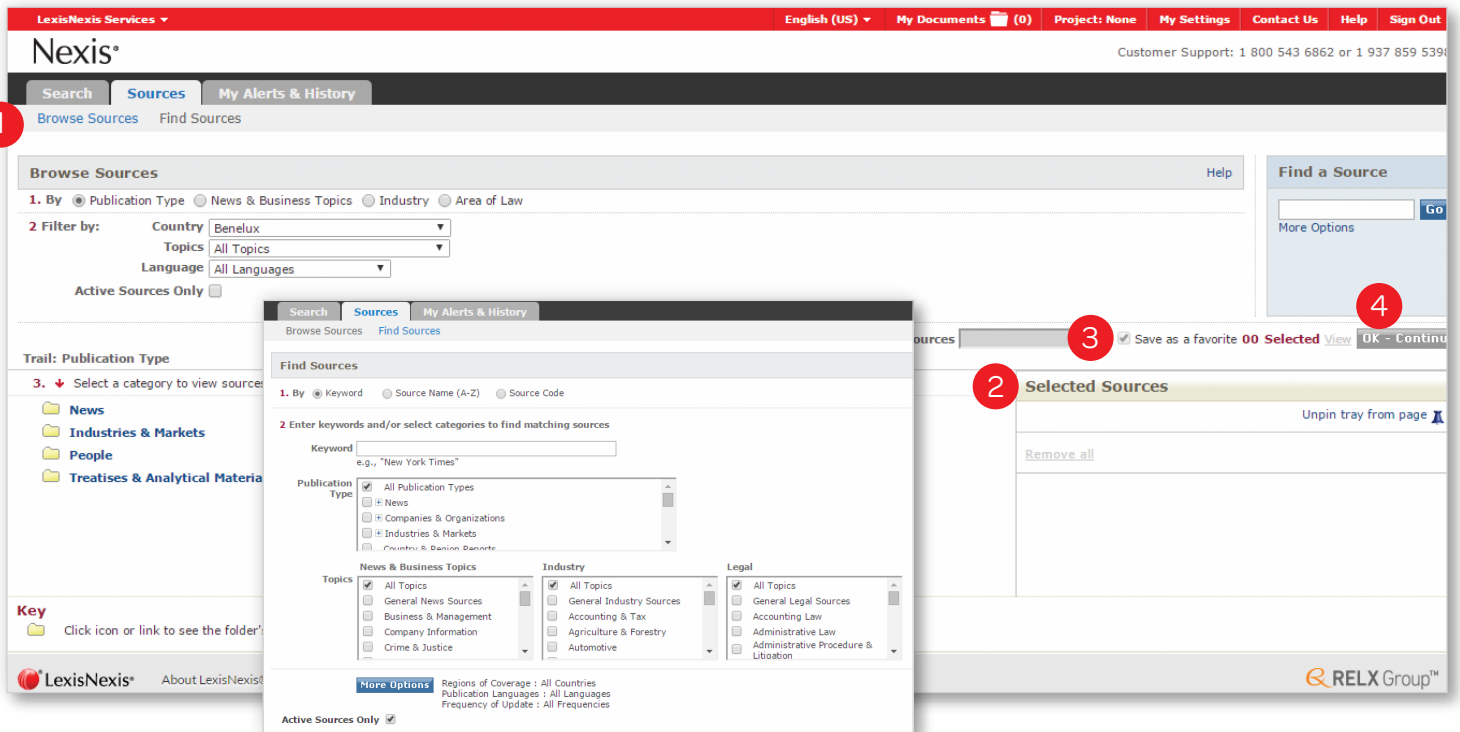 LexisNexis Services ▼ English (US) ▼ My Documents (0) Project: None My Settings Contact Us Help Sign Out
Nexis®
Customer Support: 1 800 543 6862 or 1 937 859 539
Search Sources My Alerts & History
1
Browse Sources Find Sources
Browse Sources Help
1. By Publication Type News & Business Topics Industry Area of Law
2 Filter by: Country Benelux
Topics All Topics
Language All Languages
Active Sources Only
Find a Source
Go
More Options
4
ources 3 Save as a favorite 00 Selected View OK - Continu
Trail: Publication Type
3. Select a category to view source
News
Industries & Markets
People
Treatises & Analytical Materia
2 Selected Sources
Unpin tray from page
Remove all
Key
Click icon or link to see the folder'
LexisNexis® About LexisNexis®
RELX Group™
Search Sources My Alerts & History
Browse Sources Find Sources
Find Sources
1. By Keyword Source Name (A-Z) Source Code
2 Enter keywords and/or select categories to find matching sources
Keyword
e.g., "New York Times"
Publication Type
All Publication Types
News
Companies & Organizations
Industries & Markets
Country & Region Reports
News & Business Topics Industry Legal
Topics All Topics All Topics All Topics
General News Sources General Industry Sources General Legal Sources
Business & Management Accounting & Tax Accounting Law
Company Information Agriculture & Forestry Administrative Law
Crime & Justice Automotive Administrative Procedure &
Litigation
More Options Regions of Coverage : All Countries
Publication Languages : All Languages
Frequency of Update : All Frequencies
Active Sources Only